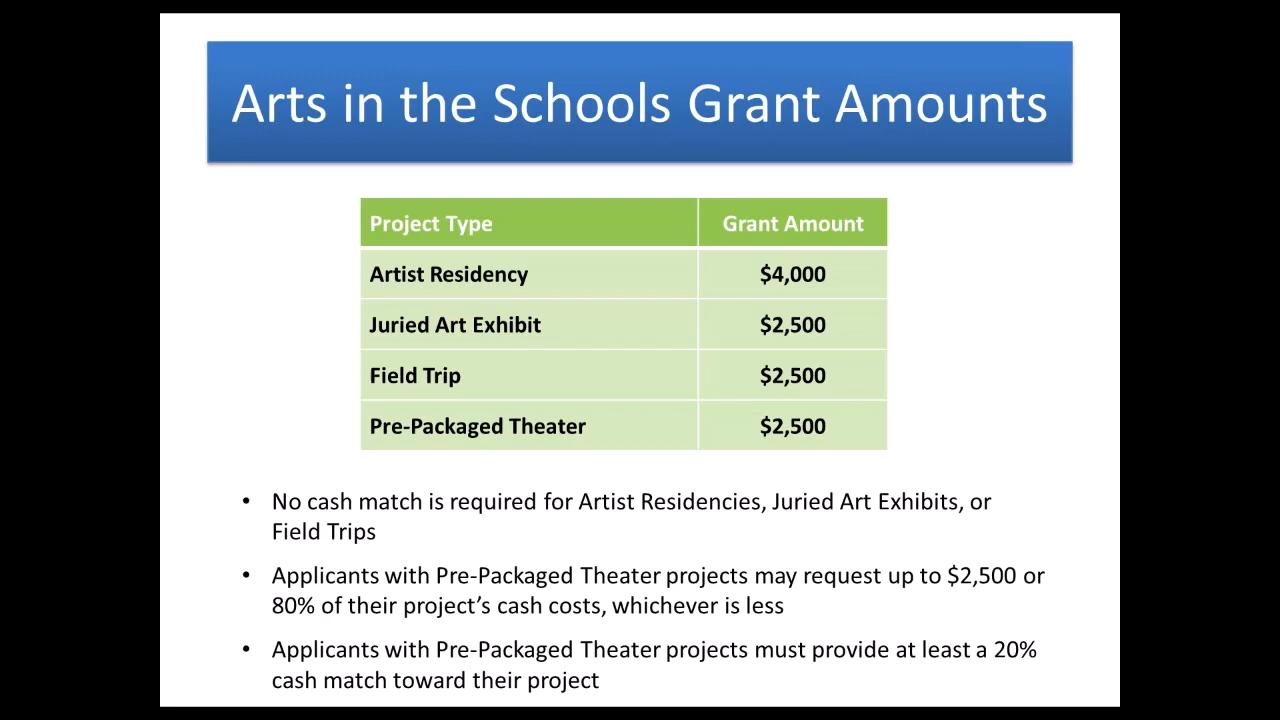 Arts in the Schools Grant Amounts
Project Type Grant Amount
Artist Residency $4,000
Juried Art Exhibit $2,500
Field Trip $2,500
Pre-Packaged Theater $2,500
• No cash match is required for Artist Residencies, Juried Art Exhibits, or
Field Trips
• Applicants with Pre-Packaged Theater projects may request up to $2,500 or
80% of their project’s cash costs, whichever is less
• Applicants with Pre-Packaged Theater projects must provide at least a 20%
cash match toward their project